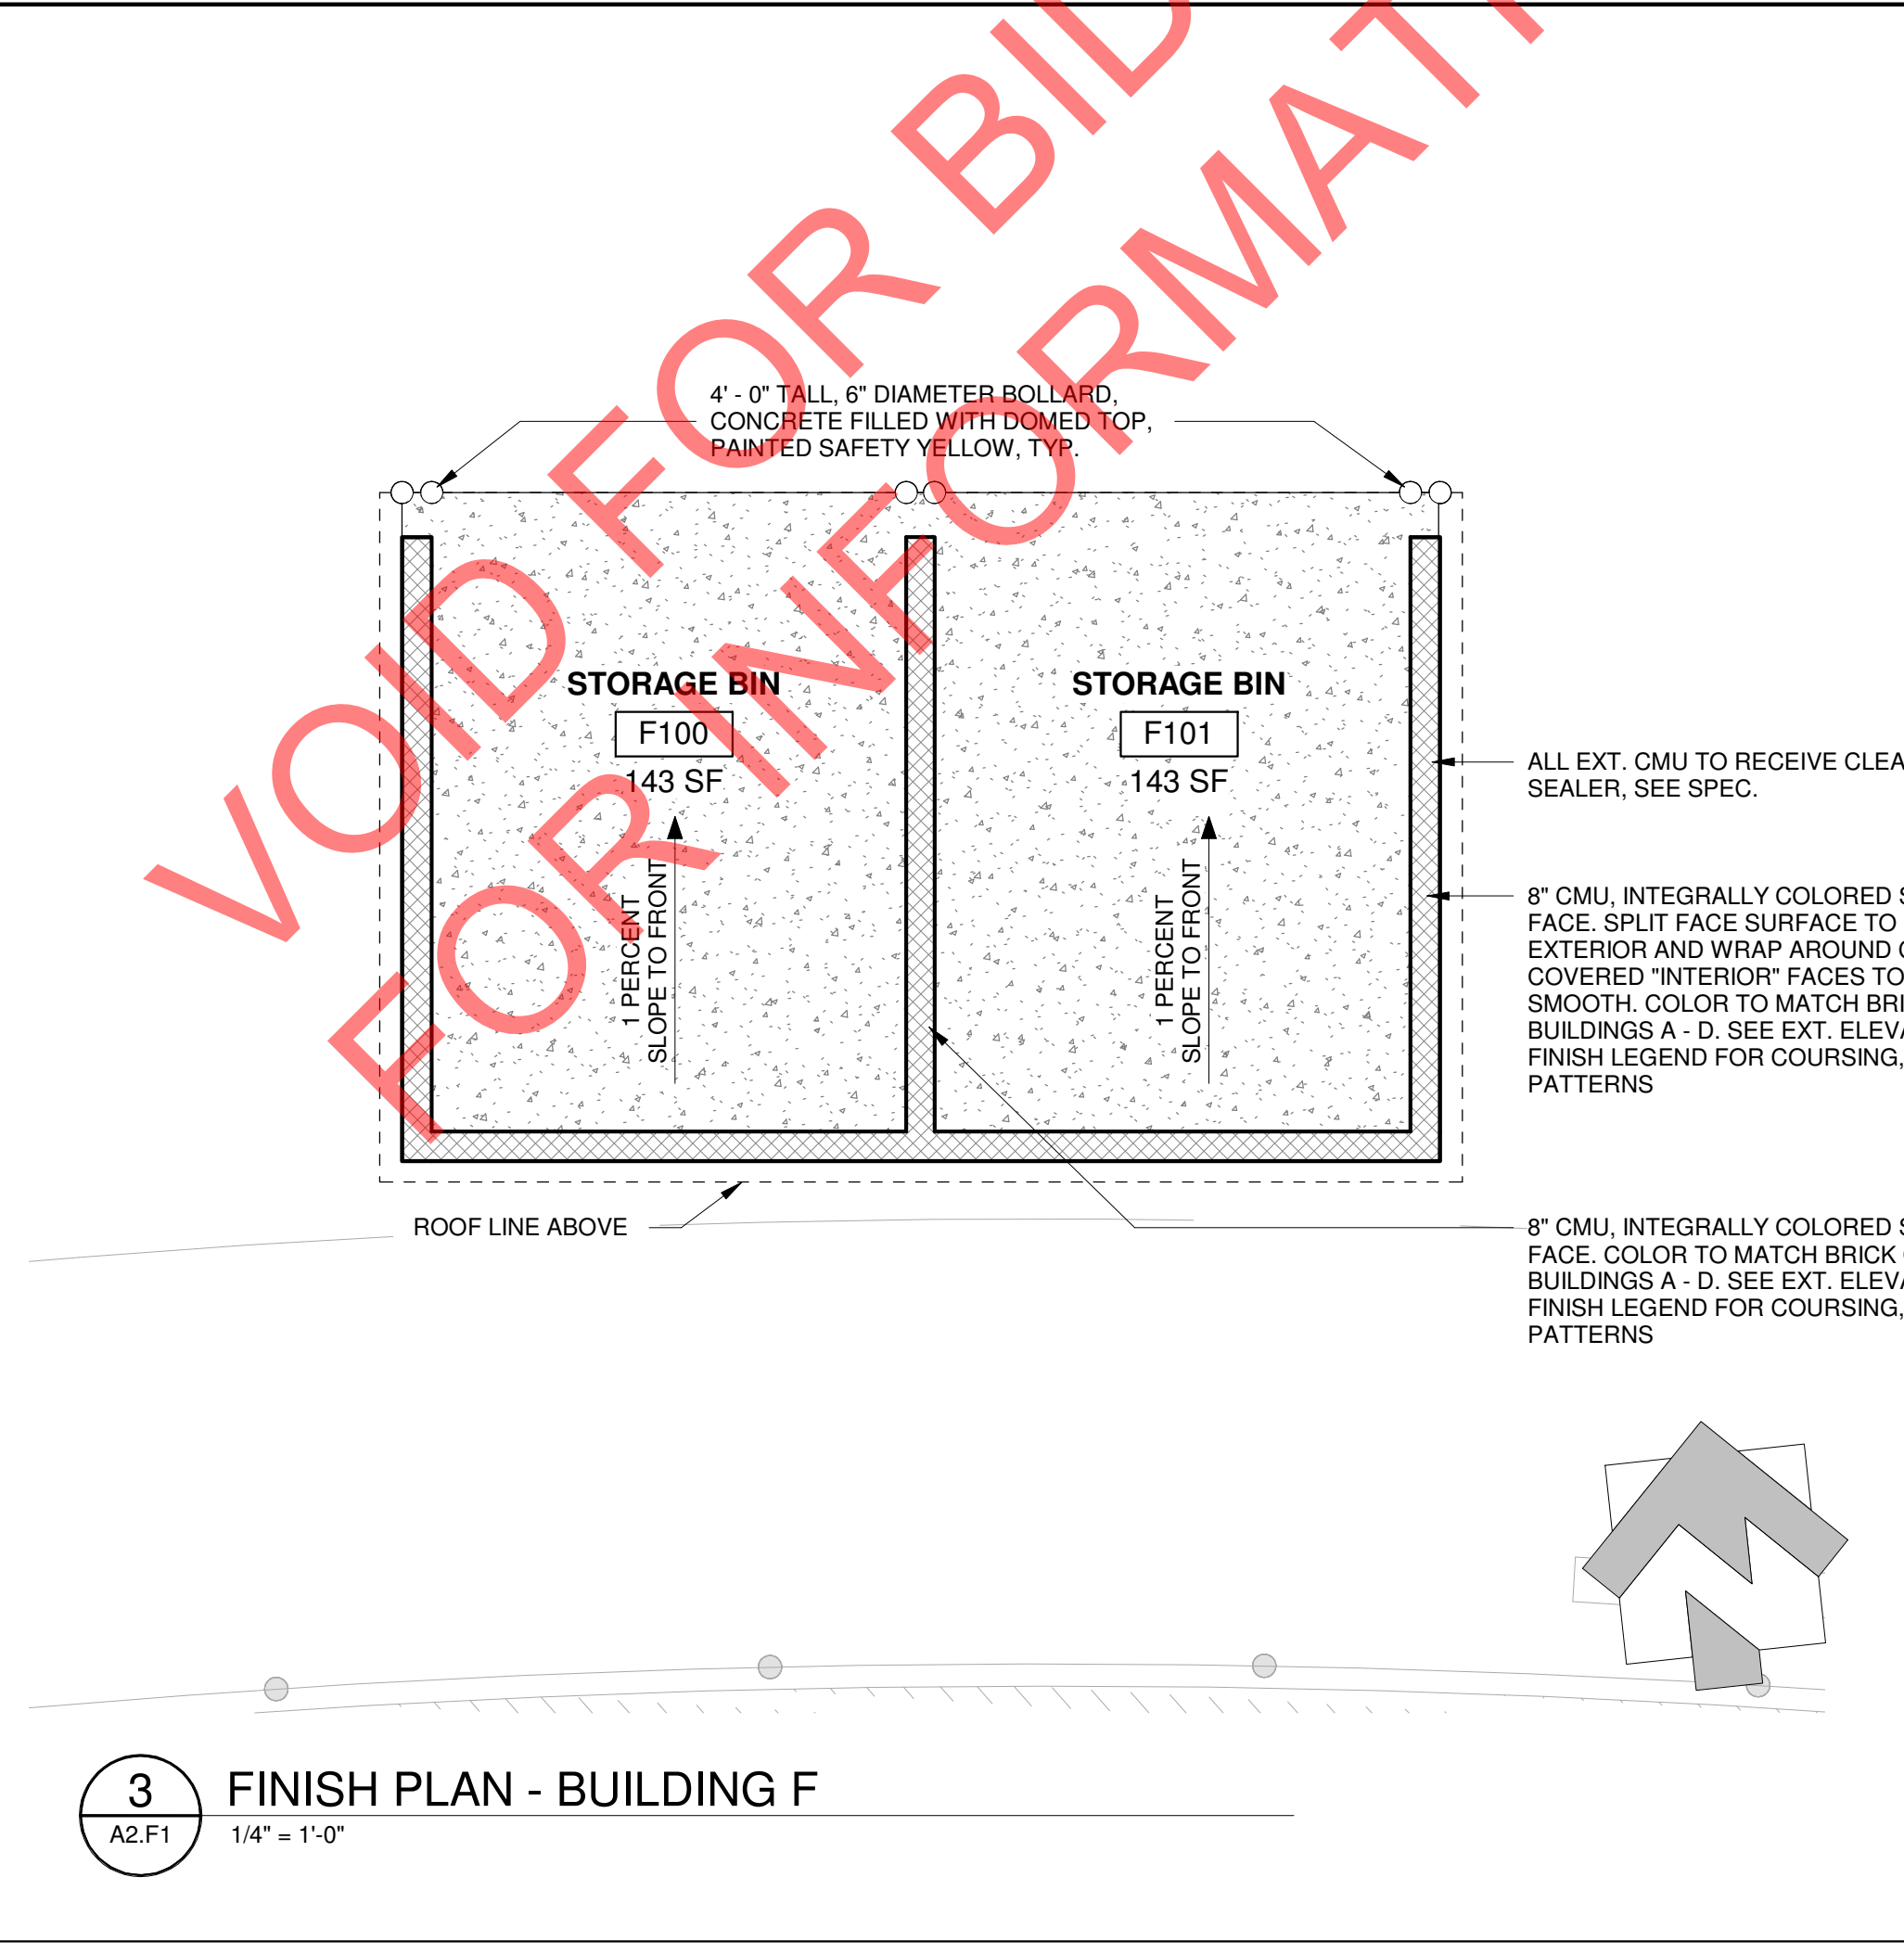 VOID FOR BID
FOR INFORMAT
4' - 0" TALL, 6" DIAMETER BOLLARD,
CONCRETE FILLED WITH DOMED TOP,
PAINTED SAFETY YELLOW, TYP.
STORAGE BIN
F100
143 SF
1 PERCENT
SLOPE TO FRONT
STORAGE BIN
F101
143 SF
1 PERCENT
SLOPE TO FRONT
ALL EXT. CMU TO RECEIVE CLEA
SEALER, SEE SPEC.
8" CMU, INTEGRALLY COLORED S
FACE. SPLIT FACE SURFACE TO
EXTERIOR AND WRAP AROUND
COVERED "INTERIOR" FACES TO
SMOOTH. COLOR TO MATCH BRI
BUILDINGS A - D. SEE EXT. ELEVA
FINISH LEGEND FOR COURSING,
PATTERNS
ROOF LINE ABOVE
8" CMU, INTEGRALLY COLORED S
FACE. COLOR TO MATCH BRICK
BUILDINGS A - D. SEE EXT. ELEVA
FINISH LEGEND FOR COURSING,
PATTERNS
3
A2.F1
FINISH PLAN - BUILDING F
1/4" = 1'-0"